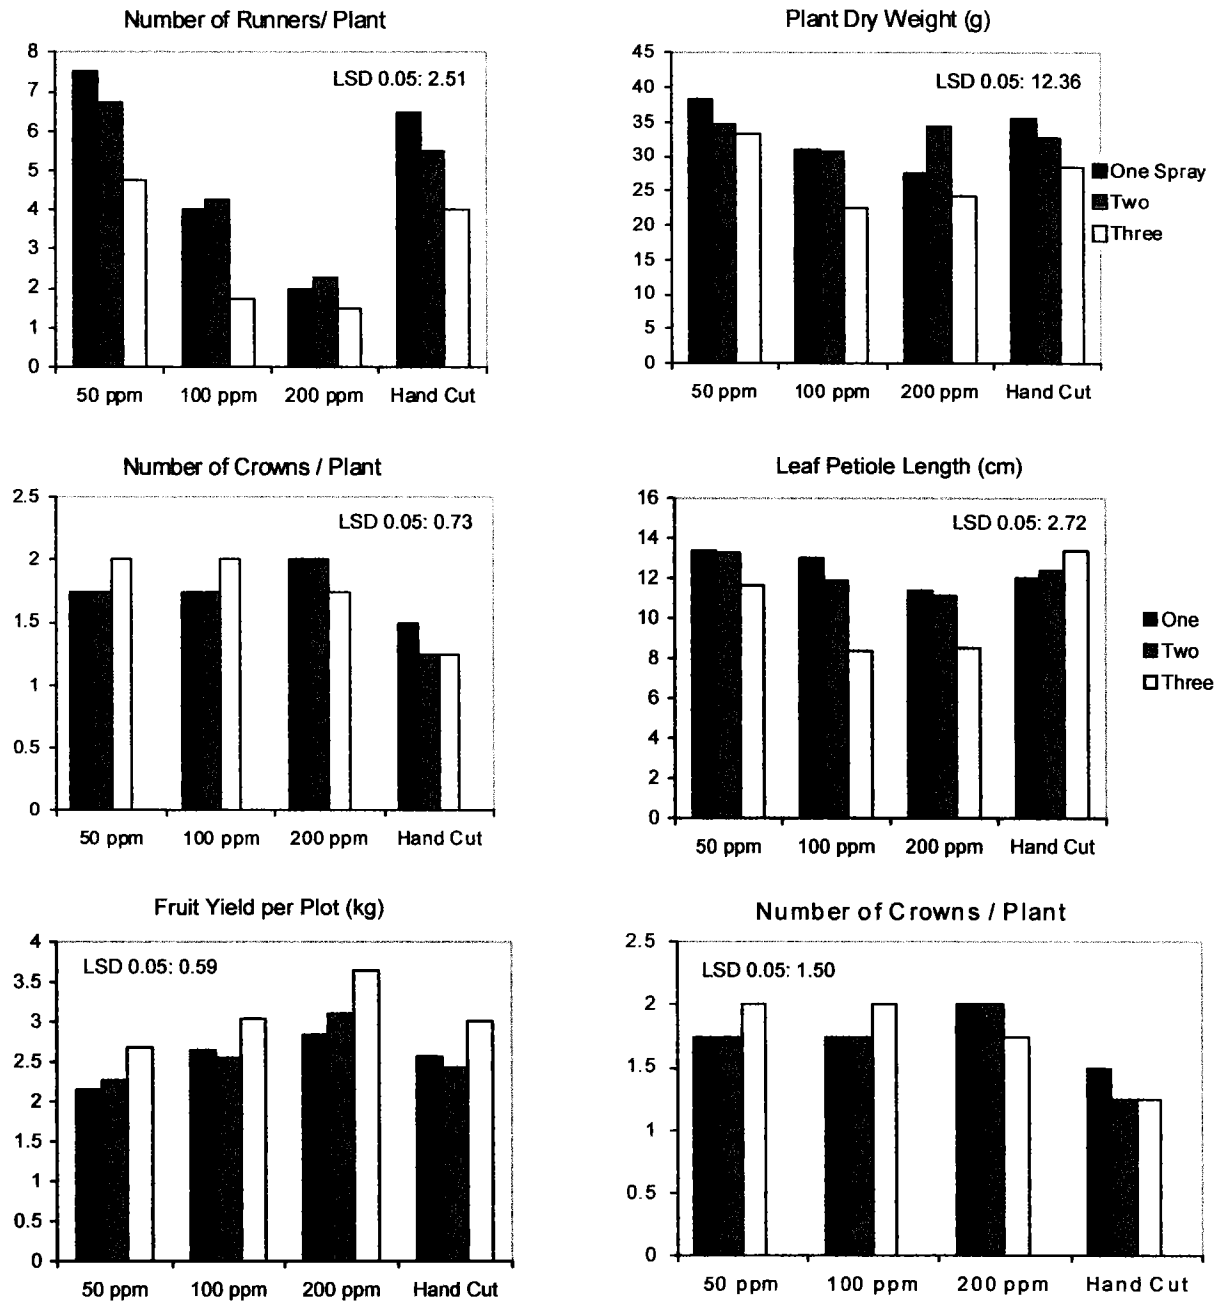 Number of Runners/ Plant
8
7
6
5
4
3
2
1
0
LSD 0.05: 2.51
50 ppm 100 ppm 200 ppm Hand Cut
Plant Dry Weight (g)
45
40
35
30
25
20
15
10
5
0
LSD 0.05: 12.36
50 ppm 100 ppm 200 ppm Hand Cut
One Spray
Two
Three
Number of Crowns / Plant
2.5
2
1.5
1
0.5
0
LSD 0.05: 0.73
50 ppm 100 ppm 200 ppm Hand Cut
Leaf Petiole Length (cm)
16
14
12
10
8
6
4
2
0
LSD 0.05: 2.72
50 ppm 100 ppm 200 ppm Hand Cut
One
Two
Three
Fruit Yield per Plot (kg)
4
3.5
3
2.5
2
1.5
1
0.5
0
LSD 0.05: 0.59
50 ppm 100 ppm 200 ppm Hand Cut
Number of Crowns / Plant
2.5
2
1.5
1
0.5
0
LSD 0.05: 1.50
50 ppm 100 ppm 200 ppm Hand Cut